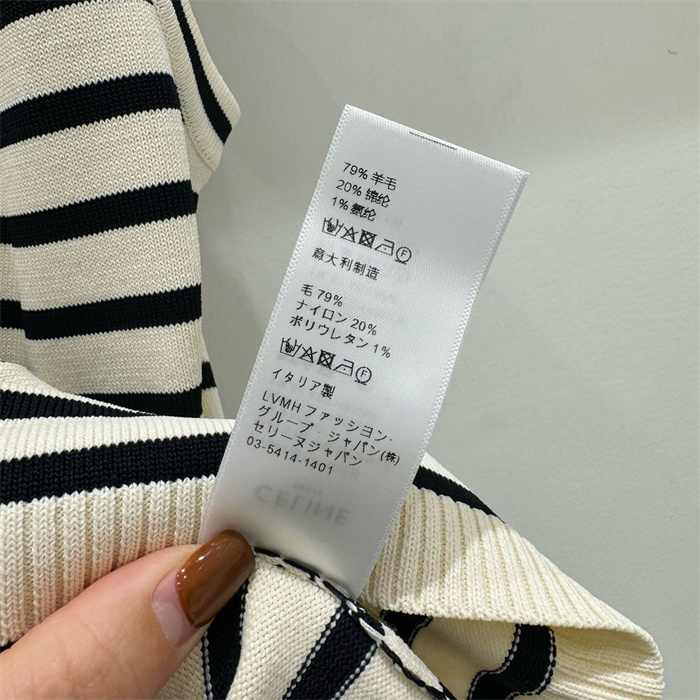 79% 羊毛
20% 锦纶
1% 氨纶
意大利制造
毛 79%
ナイロン 20%
ポリウレタン 1%
イタリア製
LVMH ファッション・
グループ・ジャパン(株)
セリーヌジャパン
03-5414-1401
CELINE